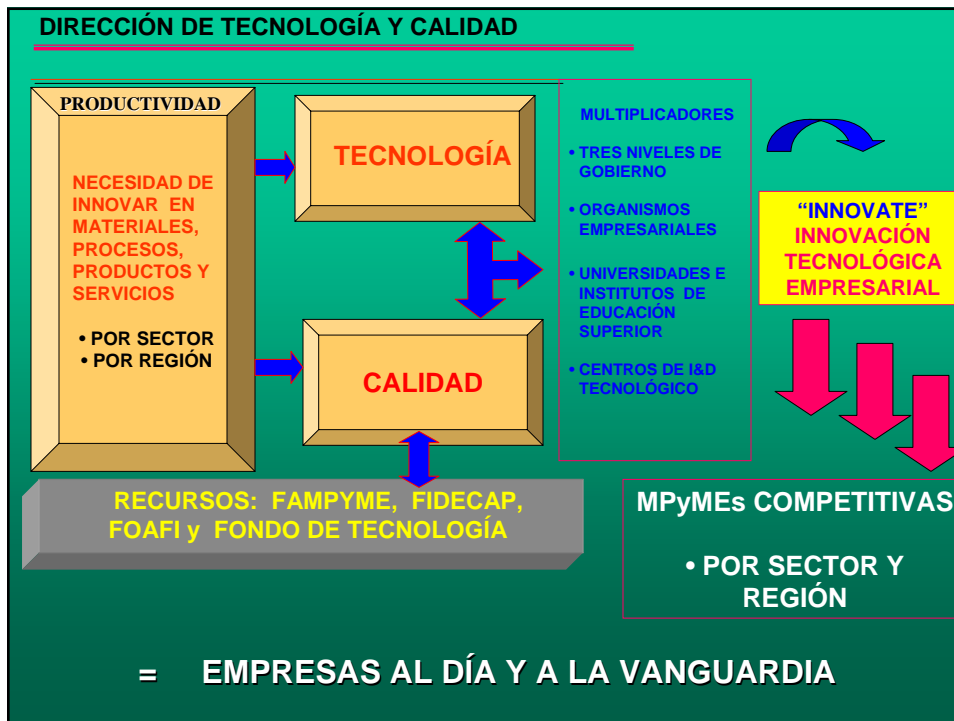 DIRECCIÓN DE TECNOLOGÍA Y CALIDAD
PRODUCTIVIDAD
NECESIDAD DE
INNOVAR EN
MATERIALES,
PROCESOS,
PRODUCTOS Y
SERVICIOS
• POR SECTOR
• POR REGIÓN
TECNOLOGÍA
CALIDAD
MULTIPLICADORES
• TRES NIVELES DE
GOBIERNO
• ORGANISMOS
EMPRESARIALES
• UNIVERSIDADES E
INSTITUTOS DE
EDUCACIÓN
SUPERIOR
• CENTROS DE I&D
TECNOLÓGICO
“INNOVATE”
INNOVACIÓN
TECNOLÓGICA
EMPRESARIAL
RECURSOS: FAMPYME, FIDECAP,
FOAFI y FONDO DE TECNOLOGÍA
MPyMEs COMPETITIVAS
• POR SECTOR Y
REGIÓN
= EMPRESAS AL DÍA Y A LA VANGUARDIA